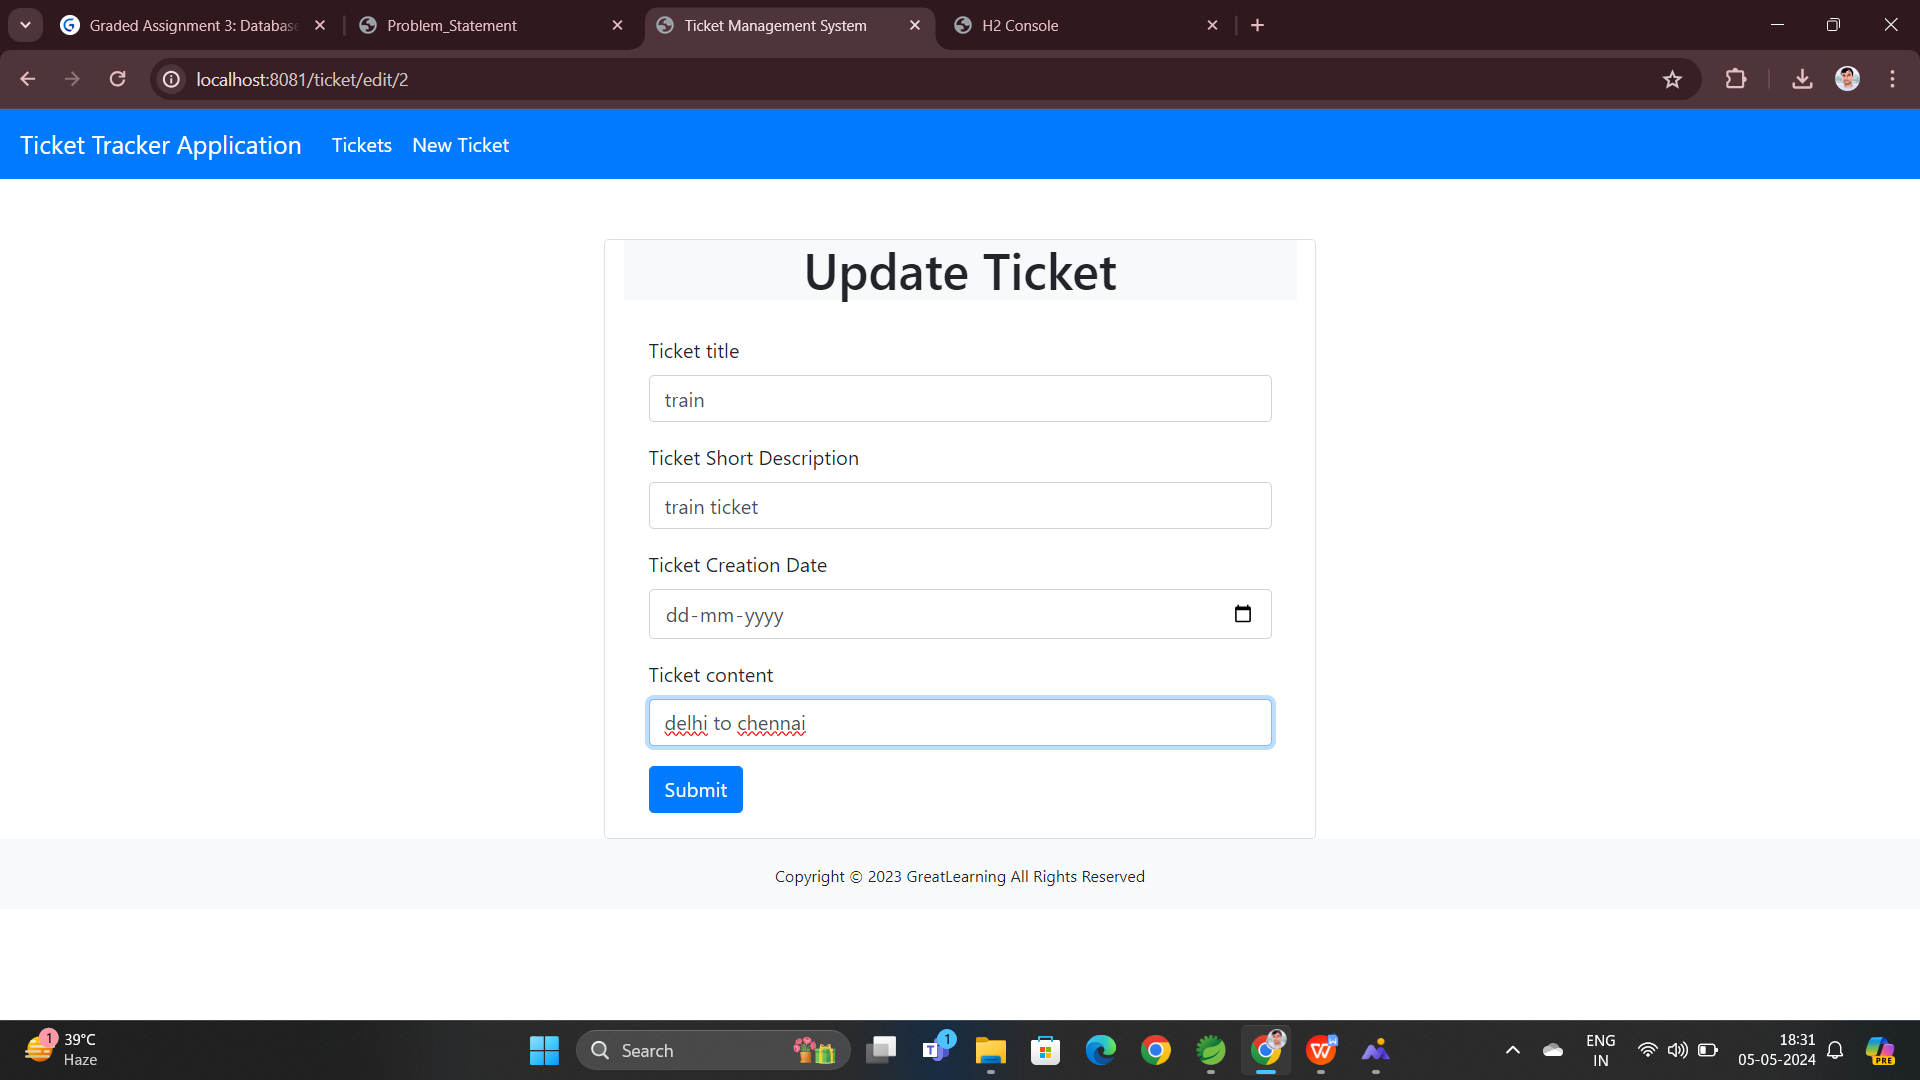 Graded Assignment 3: Databas
Problem_Statement
Ticket Management System
H2 Console
localhost:8081/ticket/edit/2
Ticket Tracker Application
Tickets
New Ticket
Update Ticket
Ticket title
train
Ticket Short Description
train ticket
Ticket Creation Date
dd-mm-yyyy
Ticket content
delhi to chennai
Submit
Copyright © 2023 GreatLearning All Rights Reserved
1
39°C
Haze
Search
1
ENG
IN
18:31
05-05-2024
PRE